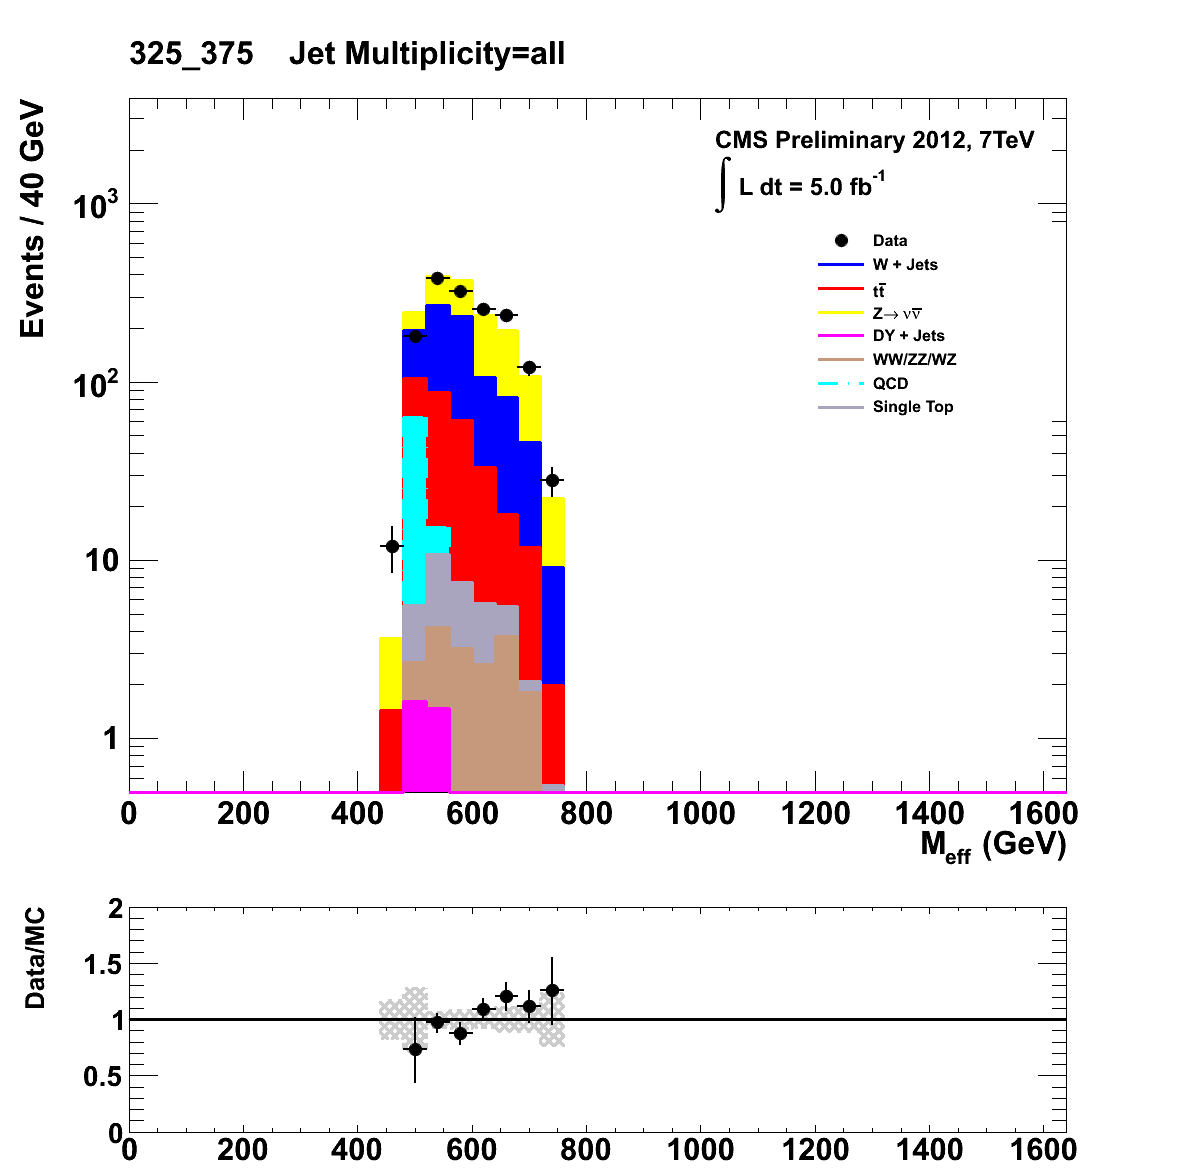 325_375 Jet Multiplicity=all
Events / 40 GeV
CMS Preliminary 2012, 7TeV
∫ L dt = 5.0 fb⁻¹
Data
W + Jets
tt̅
Z→ νν̅
DY + Jets
WW/ZZ/WZ
QCD
Single Top
10³
10²
10
1
0 200 400 600 800 1000 1200 1400 1600
M_eff (GeV)
Data/MC
2
1.5
1
0.5
0
0 200 400 600 800 1000 1200 1400 1600